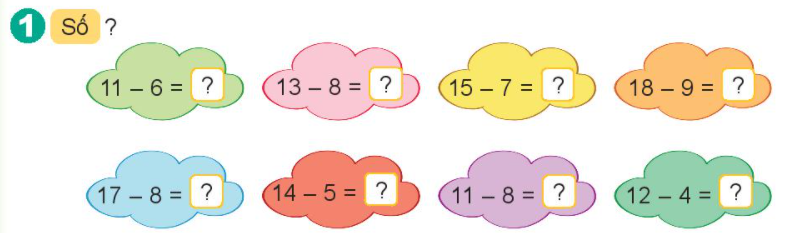 1 Số ?
11 – 6 = ? 13 – 8 = ? 15 – 7 = ? 18 – 9 = ?
17 – 8 = ? 14 – 5 = ? 11 – 8 = ? 12 – 4 = ?